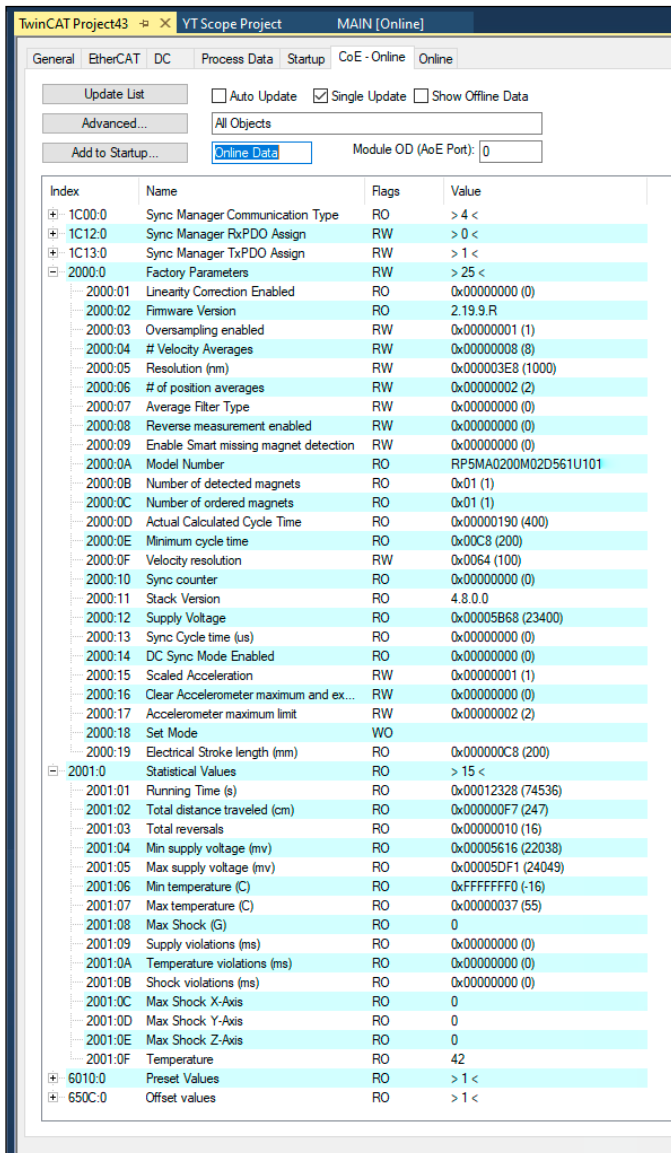 TwinCAT Project43 YT Scope Project MAIN [Online]
General EtherCAT DC Process Data Startup CoE - Online Online
Update List Auto Update Single Update Show Offline Data
Advanced... All Objects
Add to Startup... Online Data Module OD (AoE Port): 0
Index Name Flags Value
1C00:0 Sync Manager Communication Type RO > 4 <
1C12:0 Sync Manager RxPDO Assign RW > 0 <
1C13:0 Sync Manager TxPDO Assign RW > 1 <
2000:0 Factory Parameters RW > 25 <
2000:01 Linearity Correction Enabled RO 0x00000000 (0)
2000:02 Firmware Version RO 2.19.9.R
2000:03 Oversampling enabled RW 0x00000001 (1)
2000:04 # Velocity Averages RW 0x00000008 (8)
2000:05 Resolution (nm) RW 0x000003E8 (1000)
2000:06 # of position averages RW 0x00000002 (2)
2000:07 Average Filter Type RW 0x00000000 (0)
2000:08 Reverse measurement enabled RW 0x00000000 (0)
2000:09 Enable Smart missing magnet detection RW 0x00000000 (0)
2000:0A Model Number RO RP5MA0200M02D561U101
2000:0B Number of detected magnets RO 0x01 (1)
2000:0C Number of ordered magnets RO 0x01 (1)
2000:0D Actual Calculated Cycle Time RO 0x00000190 (400)
2000:0E Minimum cycle time RO 0x00C8 (200)
2000:0F Velocity resolution RW 0x0064 (100)
2000:10 Sync counter RO 0x00000000 (0)
2000:11 Stack Version RO 4.8.0.0
2000:12 Supply Voltage RO 0x00005B68 (23400)
2000:13 Sync Cycle time (us) RO 0x00000000 (0)
2000:14 DC Sync Mode Enabled RO 0x00000000 (0)
2000:15 Scaled Acceleration RW 0x00000001 (1)
2000:16 Clear Accelerometer maximum and ex... RW 0x00000000 (0)
2000:17 Accelerometer maximum limit RW 0x00000002 (2)
2000:18 Set Mode WO
2000:19 Electrical Stroke length (mm) RO 0x000000C8 (200)
2001:0 Statistical Values RO > 15 <
2001:01 Running Time (s) RO 0x00012328 (74536)
2001:02 Total distance traveled (cm) RO 0x000000F7 (247)
2001:03 Total reversals RO 0x00000010 (16)
2001:04 Min supply voltage (mv) RO 0x00005616 (22038)
2001:05 Max supply voltage (mv) RO 0x00005DF1 (24049)
2001:06 Min temperature (C) RO 0xFFFFFFF0 (-16)
2001:07 Max temperature (C) RO 0x00000037 (55)
2001:08 Max Shock (G) RO 0
2001:09 Supply violations (ms) RO 0x00000000 (0)
2001:0A Temperature violations (ms) RO 0x00000000 (0)
2001:0B Shock violations (ms) RO 0x00000000 (0)
2001:0C Max Shock X-Axis RO 0
2001:0D Max Shock Y-Axis RO 0
2001:0E Max Shock Z-Axis RO 0
2001:0F Temperature RO 42
6010:0 Preset Values RO > 1 <
650C:0 Offset values RO > 1 <